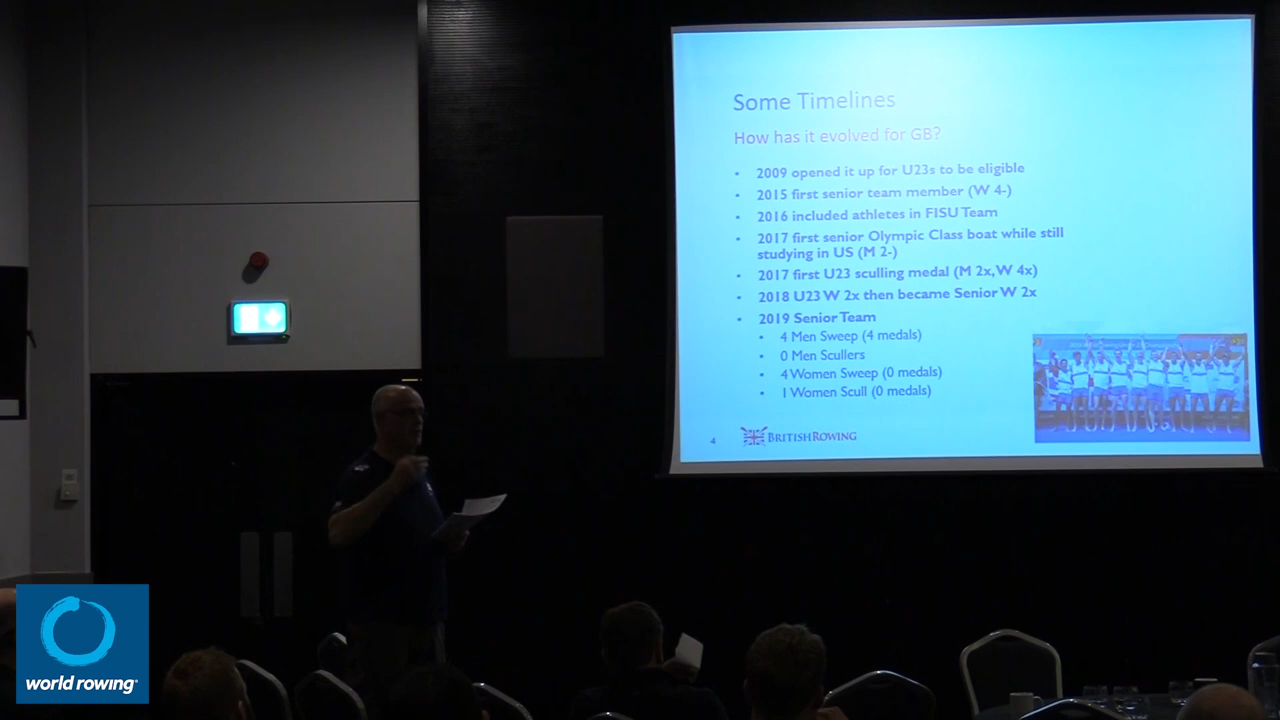 Some Timelines
How has it evolved for GB?
• 2009 opened it up for U23s to be eligible
• 2015 first senior team member (W 4-)
• 2016 included athletes in FISU Team
• 2017 first senior Olympic Class boat while still
studying in US (M 2-)
• 2017 first U23 sculling medal (M 2x, W 4x)
• 2018 U23 W 2x then became Senior W 2x
• 2019 Senior Team
• 4 Men Sweep (4 medals)
• 0 Men Scullers
• 4 Women Sweep (0 medals)
• 1 Women Scull (0 medals)
4
BRITISH ROWING
world rowing